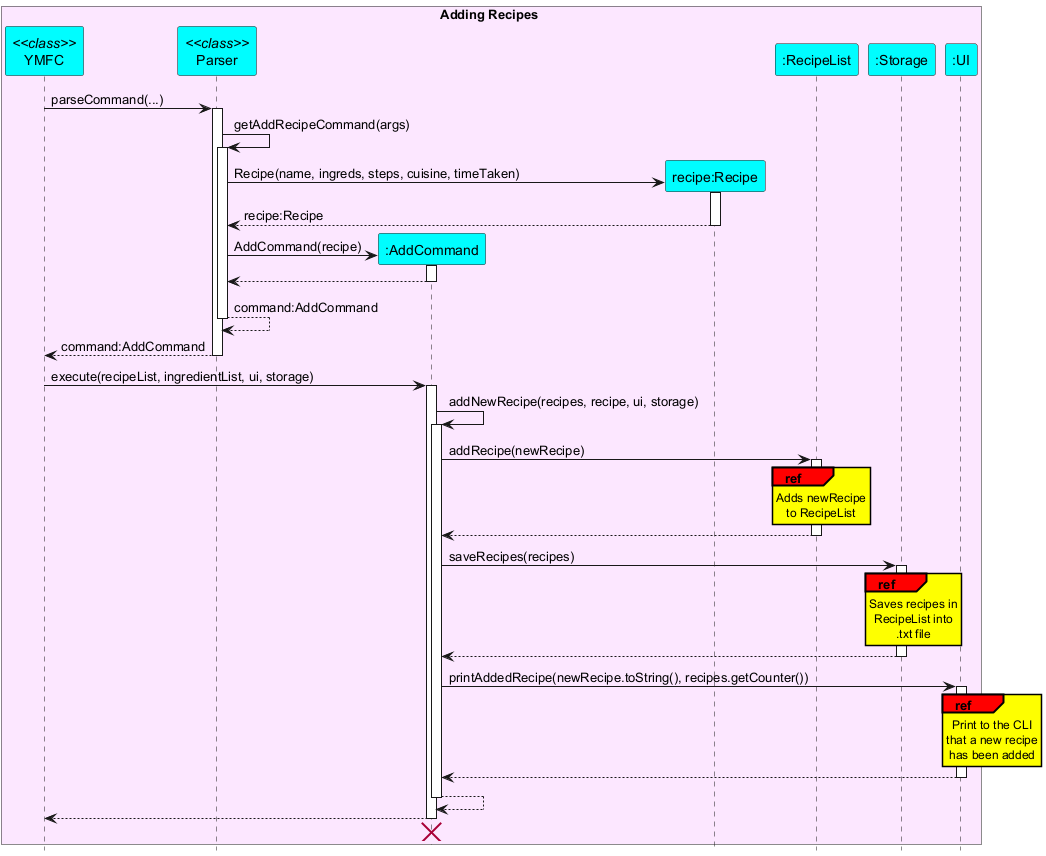 Adding Recipes
<<class>>
YMFC
<<class>>
Parser
:RecipeList
:Storage
:UI
parseCommand(...)
getAddRecipeCommand(args)
Recipe(name, ingreds, steps, cuisine, timeTaken)
recipe:Recipe
recipe:Recipe
AddCommand(recipe)
:AddCommand
command:AddCommand
command:AddCommand
execute(recipeList, ingredientList, ui, storage)
addNewRecipe(recipes, recipe, ui, storage)
addRecipe(newRecipe)
ref
Adds newRecipe
to RecipeList
saveRecipes(recipes)
ref
Saves recipes in
RecipeList into
.txt file
printAddedRecipe(newRecipe.toString(), recipes.getCounter())
ref
Print to the CLI
that a new recipe
has been added